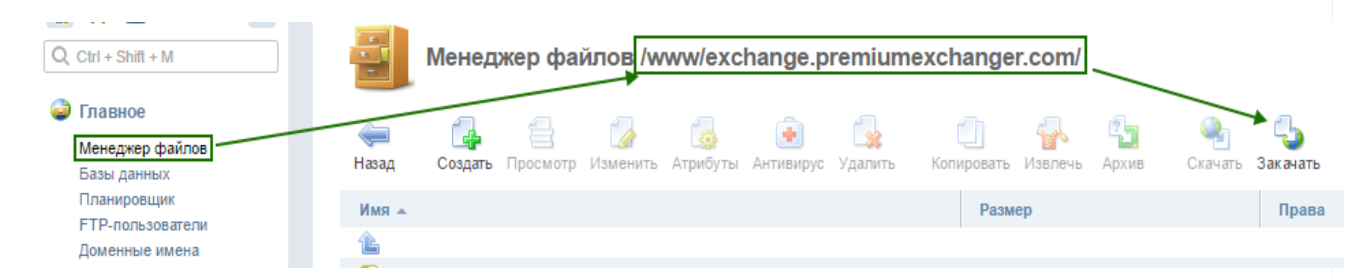 Ctrl + Shift + M
Главное
Менеджер файлов
Базы данных
Планировщик
FTP-пользователи
Доменные имена
Менеджер файлов /www/exchange.premiumexchanger.com/
Назад Создать Просмотр Изменить Атрибуты Антивирус Удалить Копировать Извлечь Архив Скачать Закачать
Имя Размер Права